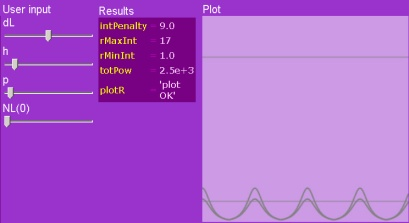 User input
dL
h
p
NL(0)
Results
intPenalty = 9.0
rMaxInt = 17
rMinInt = 1.0
totPow = 2.5e+3
plotR = 'plot
OK'
Plot